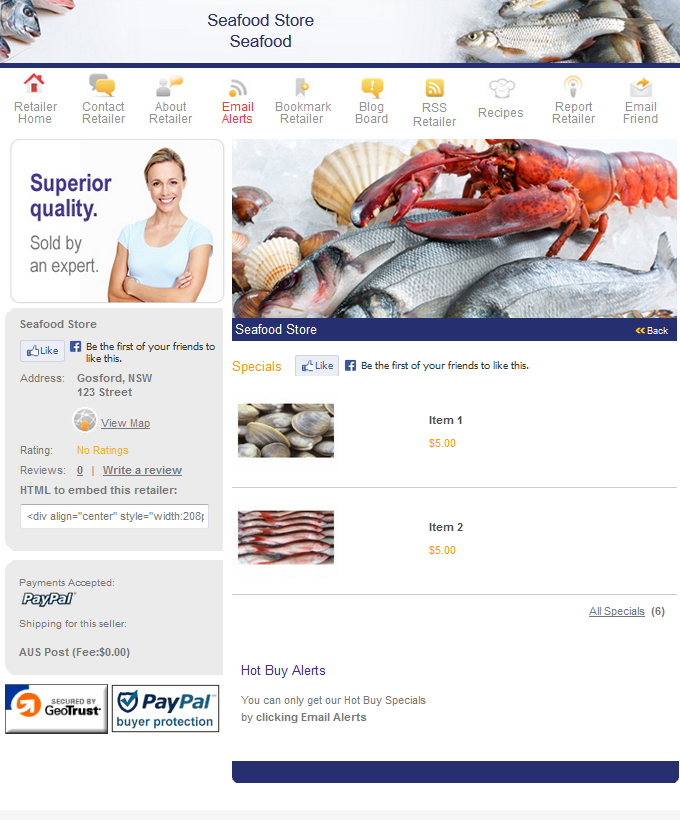 Seafood Store
Seafood
Retailer Home
Contact Retailer
About Retailer
Email Alerts
Bookmark Retailer
Blog Board
RSS Retailer
Recipes
Report Retailer
Email Friend
Superior
quality.
Sold by
an expert.
Seafood Store
Like
Be the first of your friends to
like this.
Address: Gosford, NSW
123 Street
View Map
Rating: No Ratings
Reviews: 0 | Write a review
HTML to embed this retailer:
<div align="center" style="width:208p
Payments Accepted:
PayPal
Shipping for this seller:
AUS Post (Fee:$0.00)
SECURED BY
GeoTrust
PayPal
buyer protection
Seafood Store
Back
Specials
Like
Be the first of your friends to like this.
Item 1
$5.00
Item 2
$5.00
All Specials (6)
Hot Buy Alerts
You can only get our Hot Buy Specials
by clicking Email Alerts